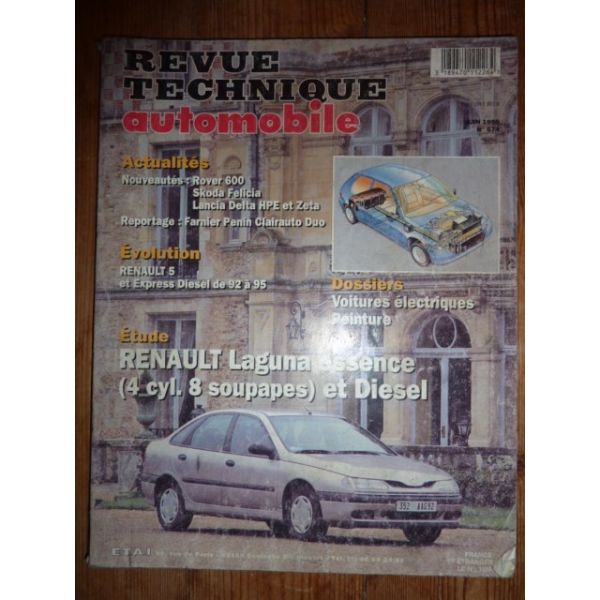 REVUE
TECHNIQUE
automobile
Actualités
Nouveautés : Rover 600
Skoda Felicia
Lancia Delta HPE et Zeta
Reportage : Farnier Penin Clairauto Duo
Évolution
RENAULT 5
et Express Diesel de 92 à 95
Dossiers
Voitures électriques
Peinture
Étude
RENAULT Laguna essence
(4 cyl. 8 soupapes) et Diesel
ETAI
FRANCE